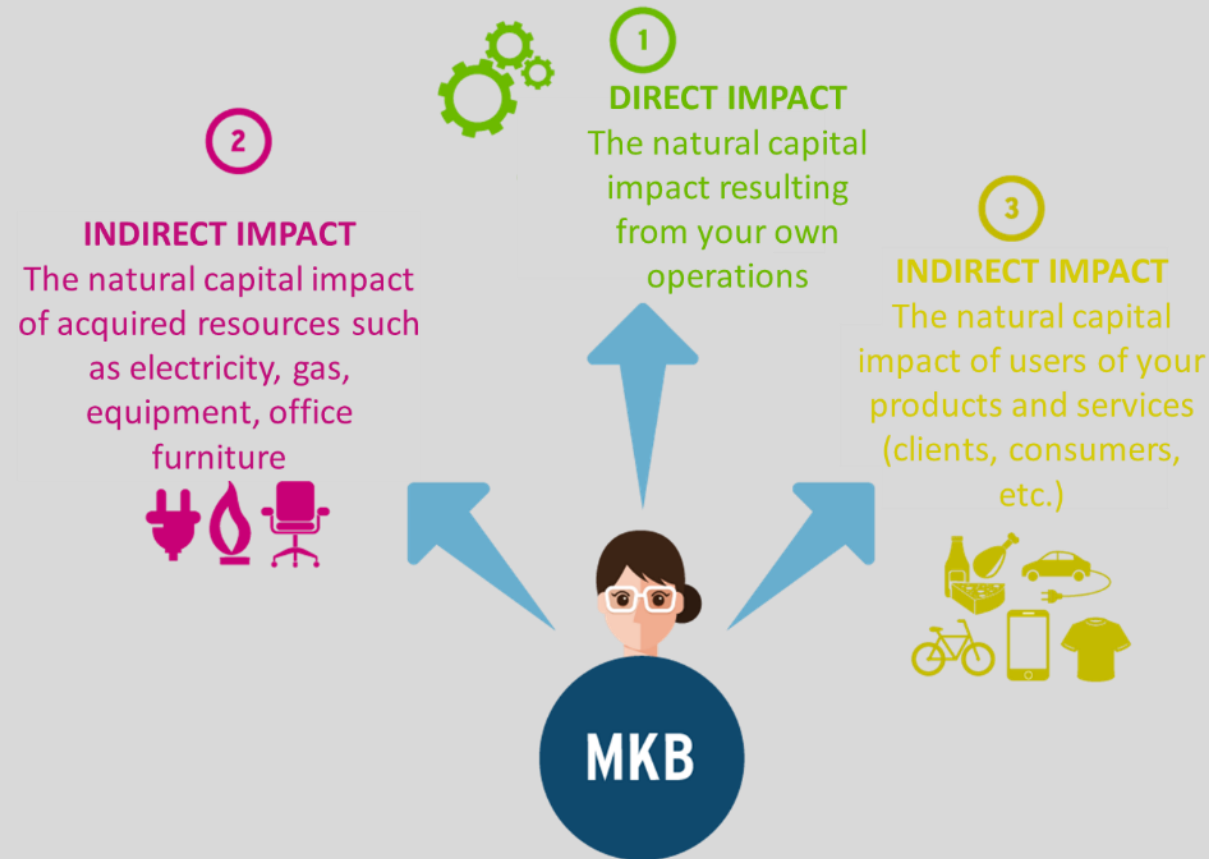 1
DIRECT IMPACT
The natural capital
impact resulting
from your own
operations
2
INDIRECT IMPACT
The natural capital impact
of acquired resources such
as electricity, gas,
equipment, office
furniture
3
INDIRECT IMPACT
The natural capital
impact of users of your
products and services
(clients, consumers,
etc.)
MKB